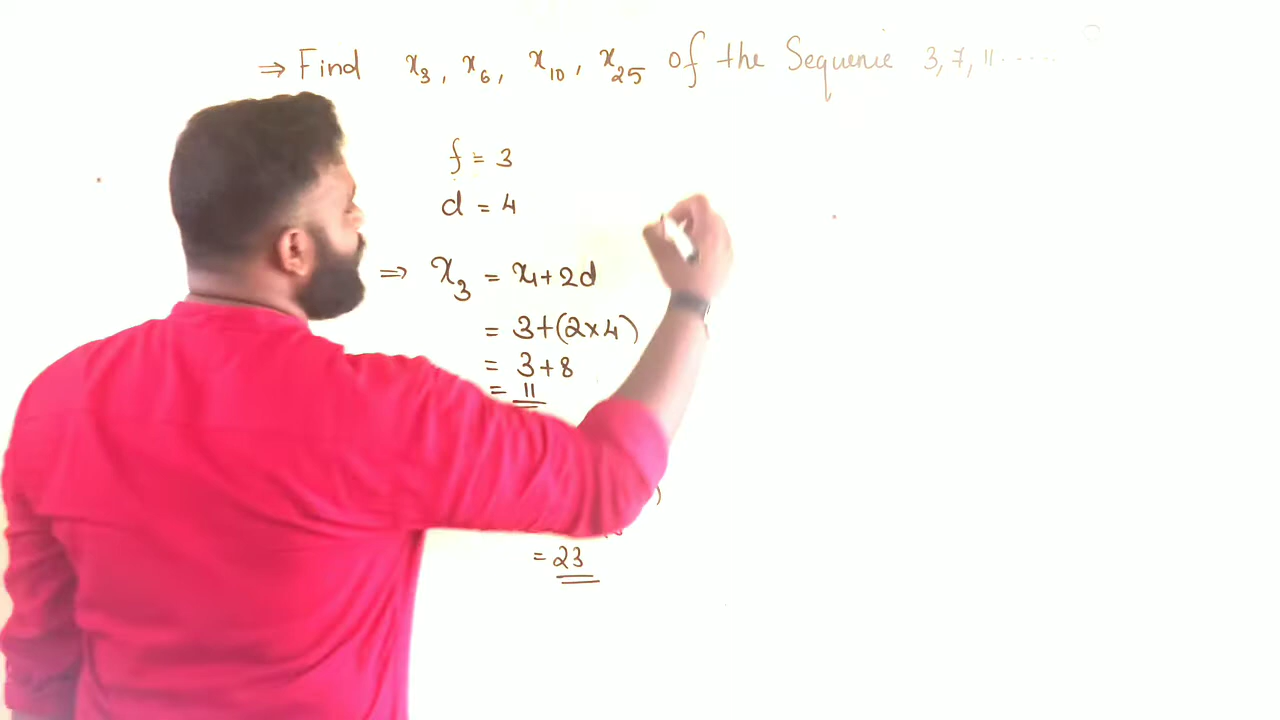 ⇒ Find x₃, x₆, x₁₀, x₂₅ of the Sequence 3, 7, 11.....
f = 3
d = 4
⇒ x₃ = x₁+2d
= 3+(2×4)
= 3+8
= 11
)
= 23